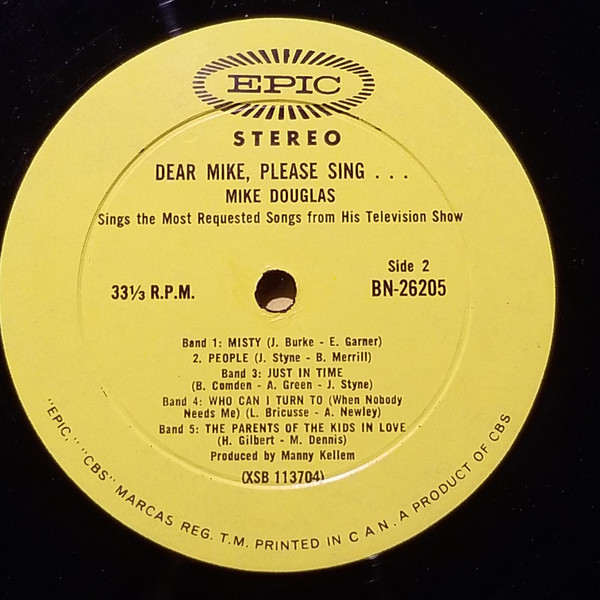 EPIC
STEREO
DEAR MIKE, PLEASE SING . . .
MIKE DOUGLAS
Sings the Most Requested Songs from His Television Show
Side 2
33⅓ R.P.M.
BN-26205
Band 1: MISTY (J. Burke - E. Garner)
2. PEOPLE (J. Styne - B. Merrill)
Band 3: JUST IN TIME
(B. Comden - A. Green - J. Styne)
Band 4: WHO CAN I TURN TO (When Nobody
Needs Me) (L. Bricusse - A. Newley)
Band 5: THE PARENTS OF THE KIDS IN LOVE
(H. Gilbert - M. Dennis)
Produced by Manny Kellem
(XSB 113704)
"EPIC," "CBS" MARCAS REG. T.M. PRINTED IN C A N . A PRODUCT OF CBS